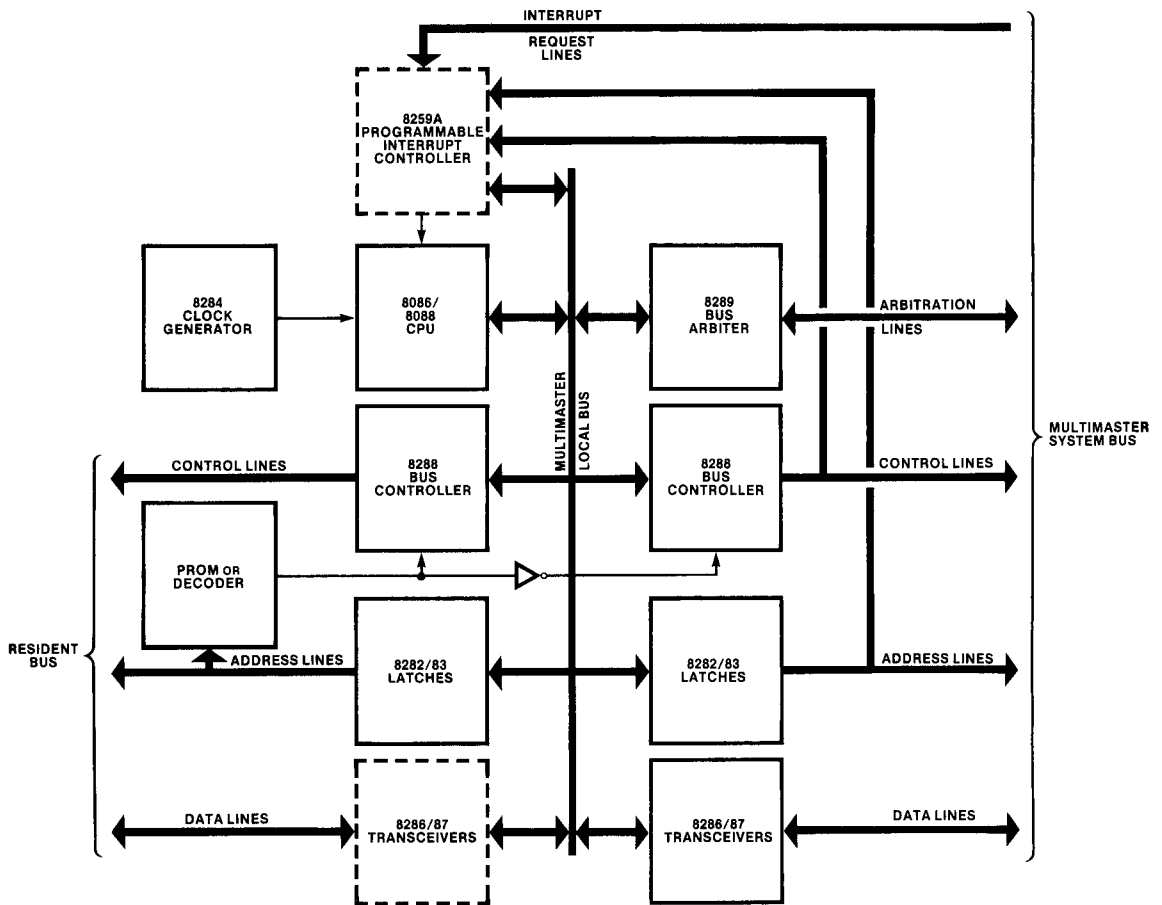 INTERRUPT
REQUEST
LINES
8259A
PROGRAMMABLE
INTERRUPT
CONTROLLER
8284
CLOCK
GENERATOR
8086/
8088
CPU
8289
BUS
ARBITER
ARBITRATION
LINES
MULTIMASTER
LOCAL BUS
MULTIMASTER
SYSTEM BUS
CONTROL LINES
8288
BUS
CONTROLLER
8288
BUS
CONTROLLER
CONTROL LINES
PROM OR
DECODER
RESIDENT
BUS
ADDRESS LINES
8282/83
LATCHES
8282/83
LATCHES
ADDRESS LINES
DATA LINES
8286/87
TRANSCEIVERS
8286/87
TRANSCEIVERS
DATA LINES